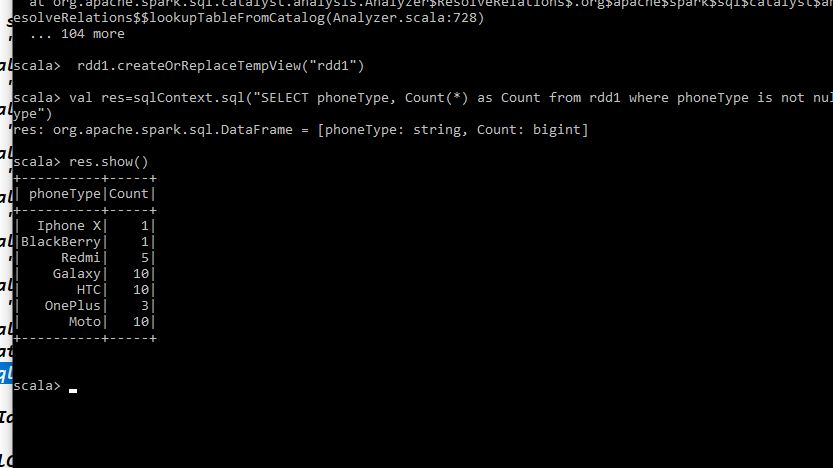 at org.apache.spark.sql.catalyst.analysis.Analyzer$ResolveRelations$.org$apache$spark$sql$catalyst$an
esolveRelations$$lookupTableFromCatalog(Analyzer.scala:728)
... 104 more
scala>  rdd1.createOrReplaceTempView("rdd1")
scala> val res=sqlContext.sql("SELECT phoneType, Count(*) as Count from rdd1 where phoneType is not nul
ype")
res: org.apache.spark.sql.DataFrame = [phoneType: string, Count: bigint]
scala> res.show()
+----------+-----+
| phoneType|Count|
+----------+-----+
|  Iphone X|    1|
|BlackBerry|    1|
|     Redmi|    5|
|    Galaxy|   10|
|       HTC|   10|
|   OnePlus|    3|
|      Moto|   10|
+----------+-----+
scala>